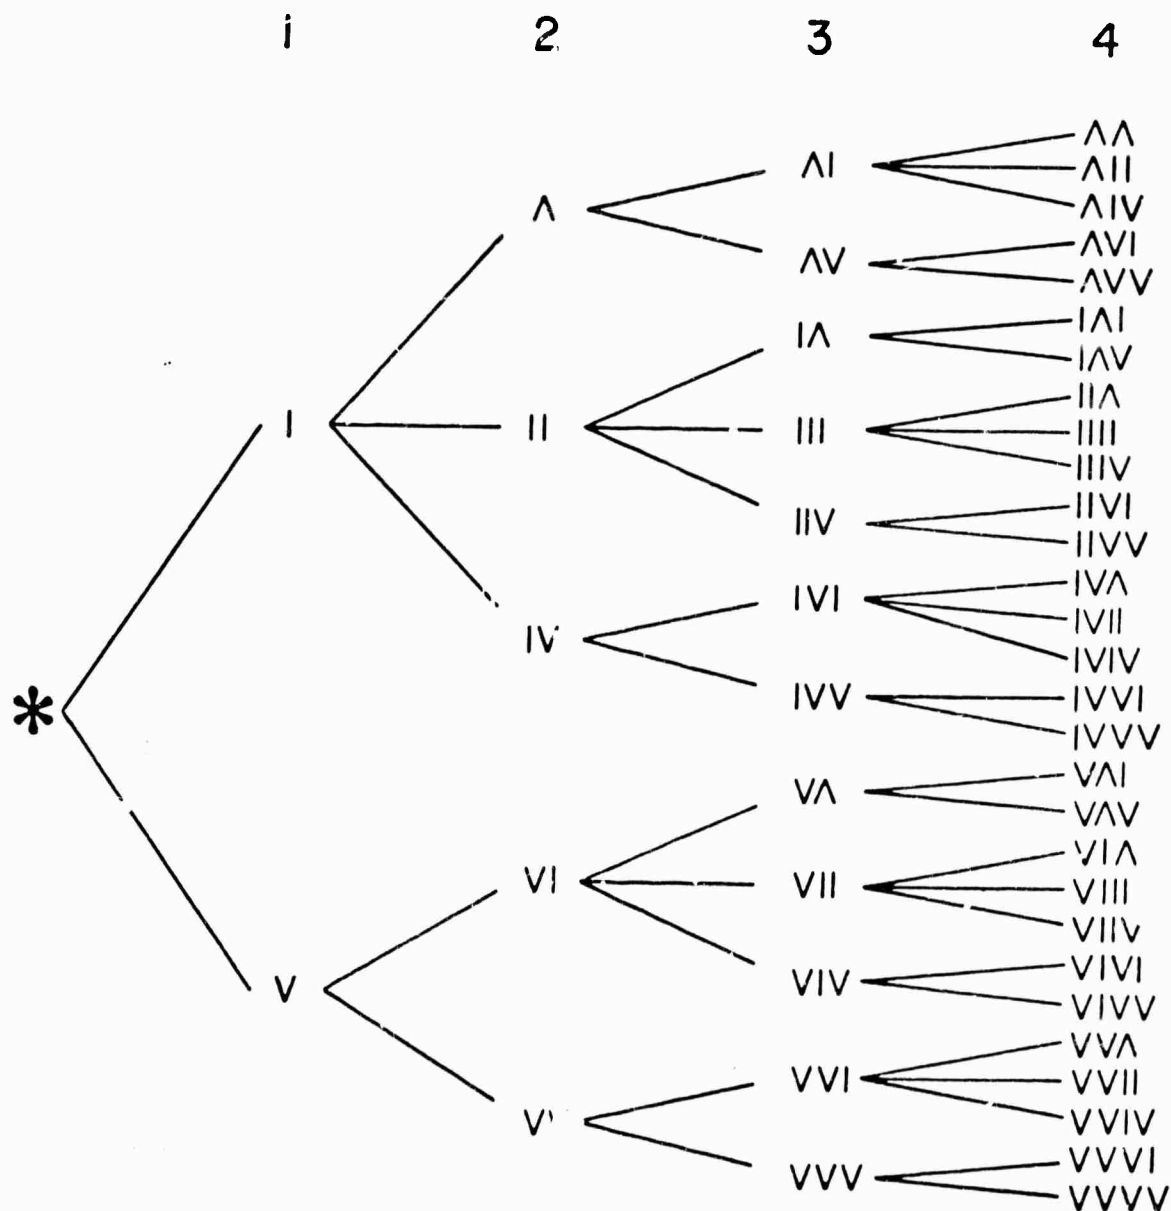 1 2 3 4
ΛΛ
ΛI ΛII
Λ ΛIV
ΛVI
ΛV ΛVV
IΛI
IΛ IΛV
IIΛ
I II III IIII
IIIV
IIVI
IIV IIVV
IVΛ
IVI IVII
IV IVIV
IVV IVVI
* IVVV
VΛI
VΛ VΛV
VIΛ
VI VII VIII
VIIV
VIVI
V VIV VIVV
VVΛ
VVI VVII
VV VVIV
VVVI
VVV VVVV